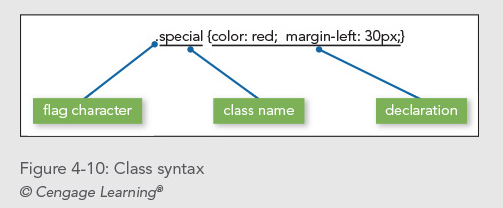 .special {color: red;  margin-left: 30px;}
flag character
class name
declaration
Figure 4-10: Class syntax
© Cengage Learning®